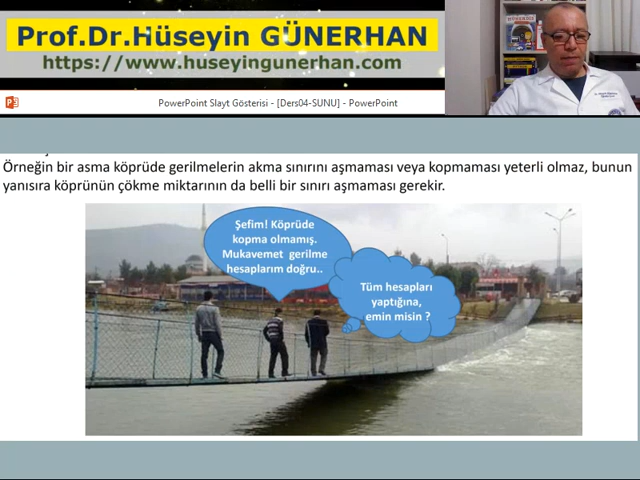 Prof.Dr.Hüseyin GÜNERHAN
https://www.huseyingunerhan.com
PowerPoint Slayt Gösterisi - [Ders04-SUNU] - PowerPoint
Örneğin bir asma köprüde gerilmelerin akma sınırını aşmaması veya kopmaması yeterli olmaz, bunun
yanısıra köprünün çökme miktarının da belli bir sınırı aşmaması gerekir.
Şefim! Köprüde
kopma olmamış.
Mukavemet gerilme
hesaplarım doğru..
Tüm hesapları
yaptığına,
emin misin ?